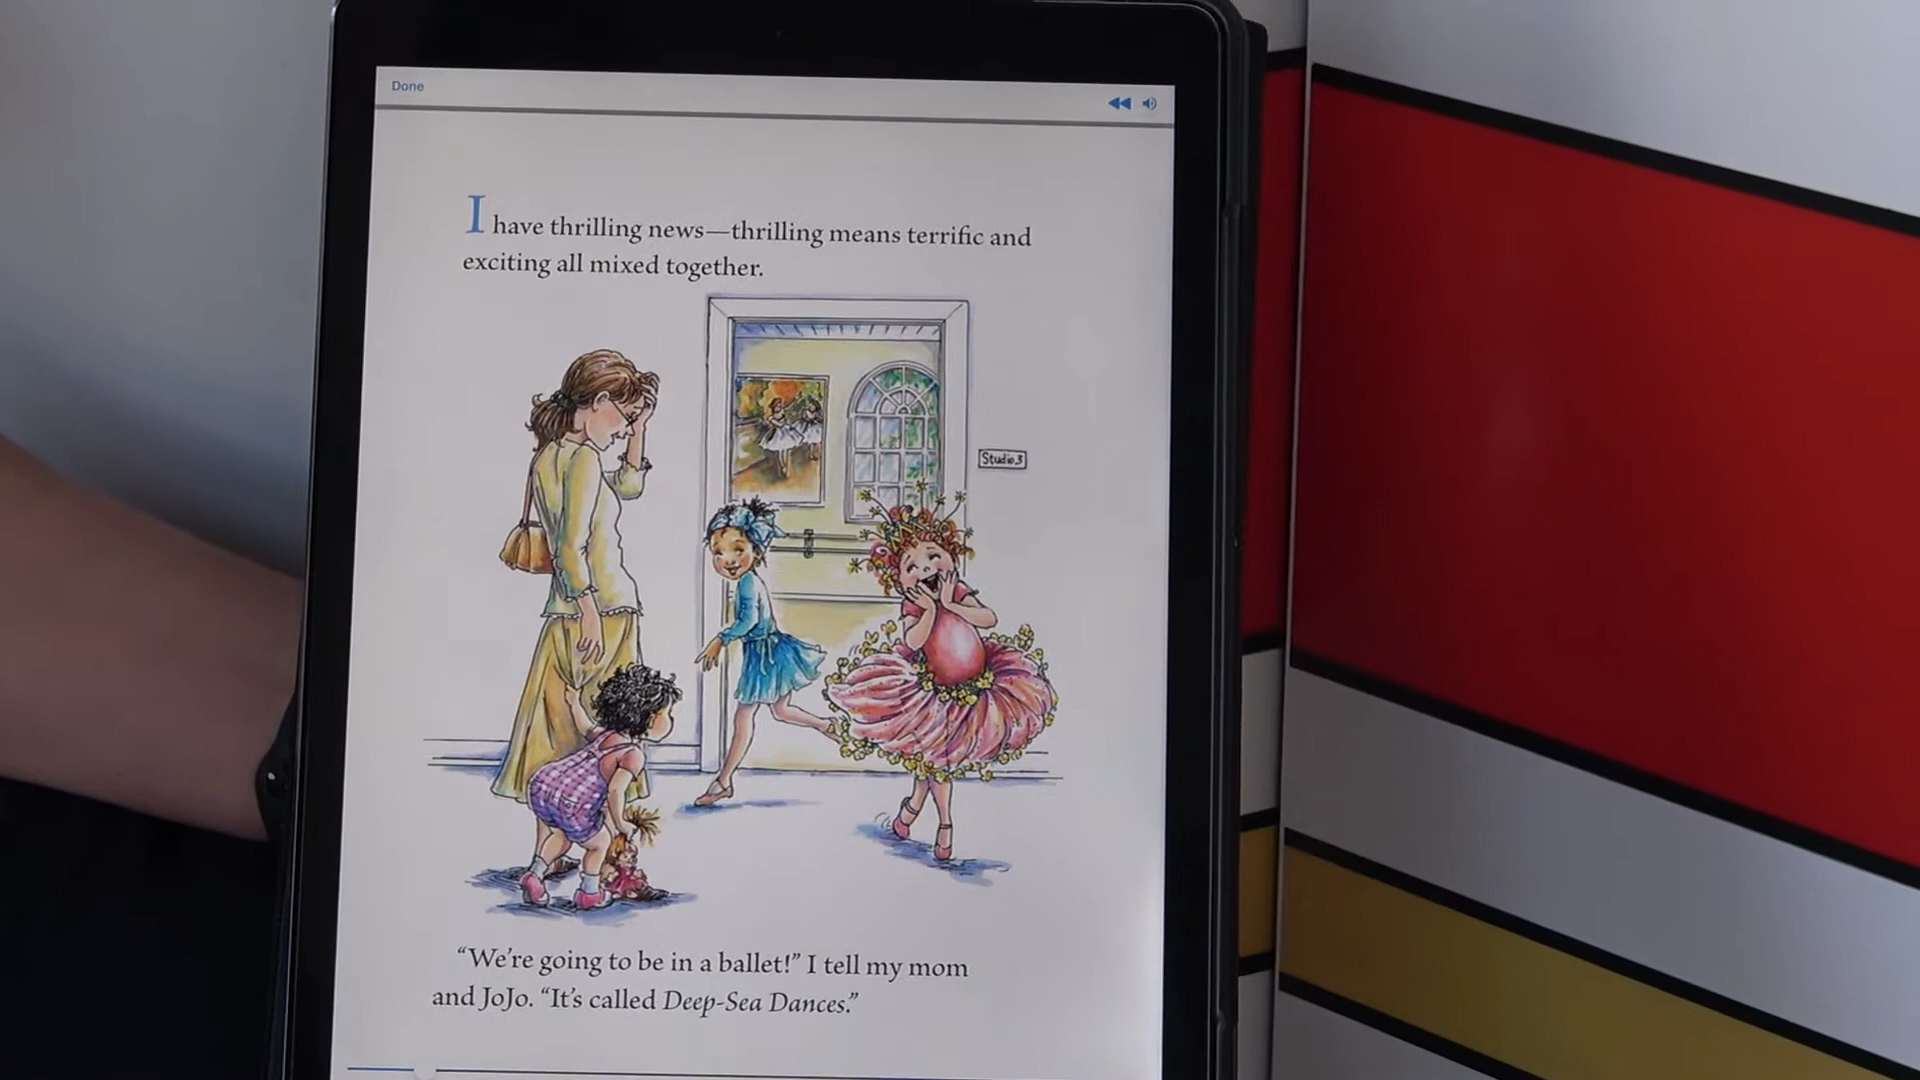 Done
I have thrilling news—thrilling means terrific and
exciting all mixed together.
Studio 3
“We’re going to be in a ballet!” I tell my mom
and JoJo. “It’s called Deep-Sea Dances.”